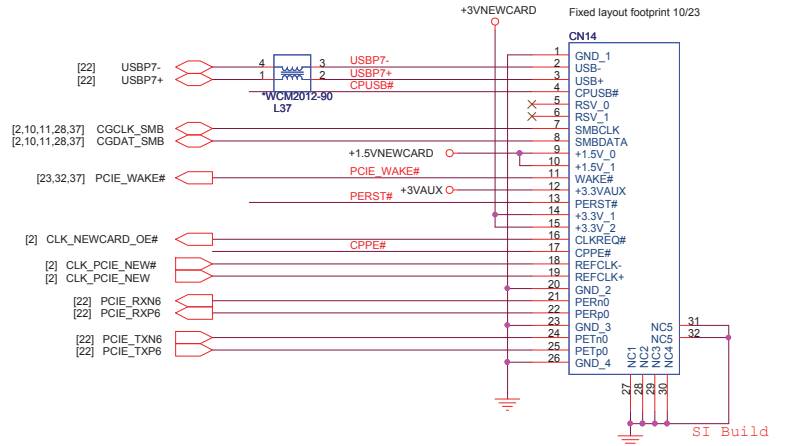 +3VNEWCARD
Fixed layout footprint 10/23
CN14
[22] USBP7- 4 3 USBP7- 2 USB-
[22] USBP7+ 1 2 USBP7+ 3 USB+
*WCM2012-90
L37
1 GND_1
CPUSB# 4 CPUSB#
5 RSV_0
6 RSV_1
[2,10,11,28,37] CGCLK_SMB 7 SMBCLK
[2,10,11,28,37] CGDAT_SMB 8 SMBDATA
+1.5VNEWCARD 9 +1.5V_0
10 +1.5V_1
[23,32,37] PCIE_WAKE# PCIE_WAKE# 11 WAKE#
+3VAUX 12 +3.3VAUX
PERST# 13 PERST#
14 +3.3V_1
15 +3.3V_2
[2] CLK_NEWCARD_OE# 16 CLKREQ#
CPPE# 17 CPPE#
[2] CLK_PCIE_NEW# 18 REFCLK-
[2] CLK_PCIE_NEW 19 REFCLK+
20 GND_2
[22] PCIE_RXN6 21 PERn0
[22] PCIE_RXP6 22 PERp0
23 GND_3
[22] PCIE_TXN6 24 PETn0
[22] PCIE_TXP6 25 PETp0
26 GND_4
NC5 31
NC5 32
NC1 NC2 NC3 NC4
27 28 29 30
SI Build